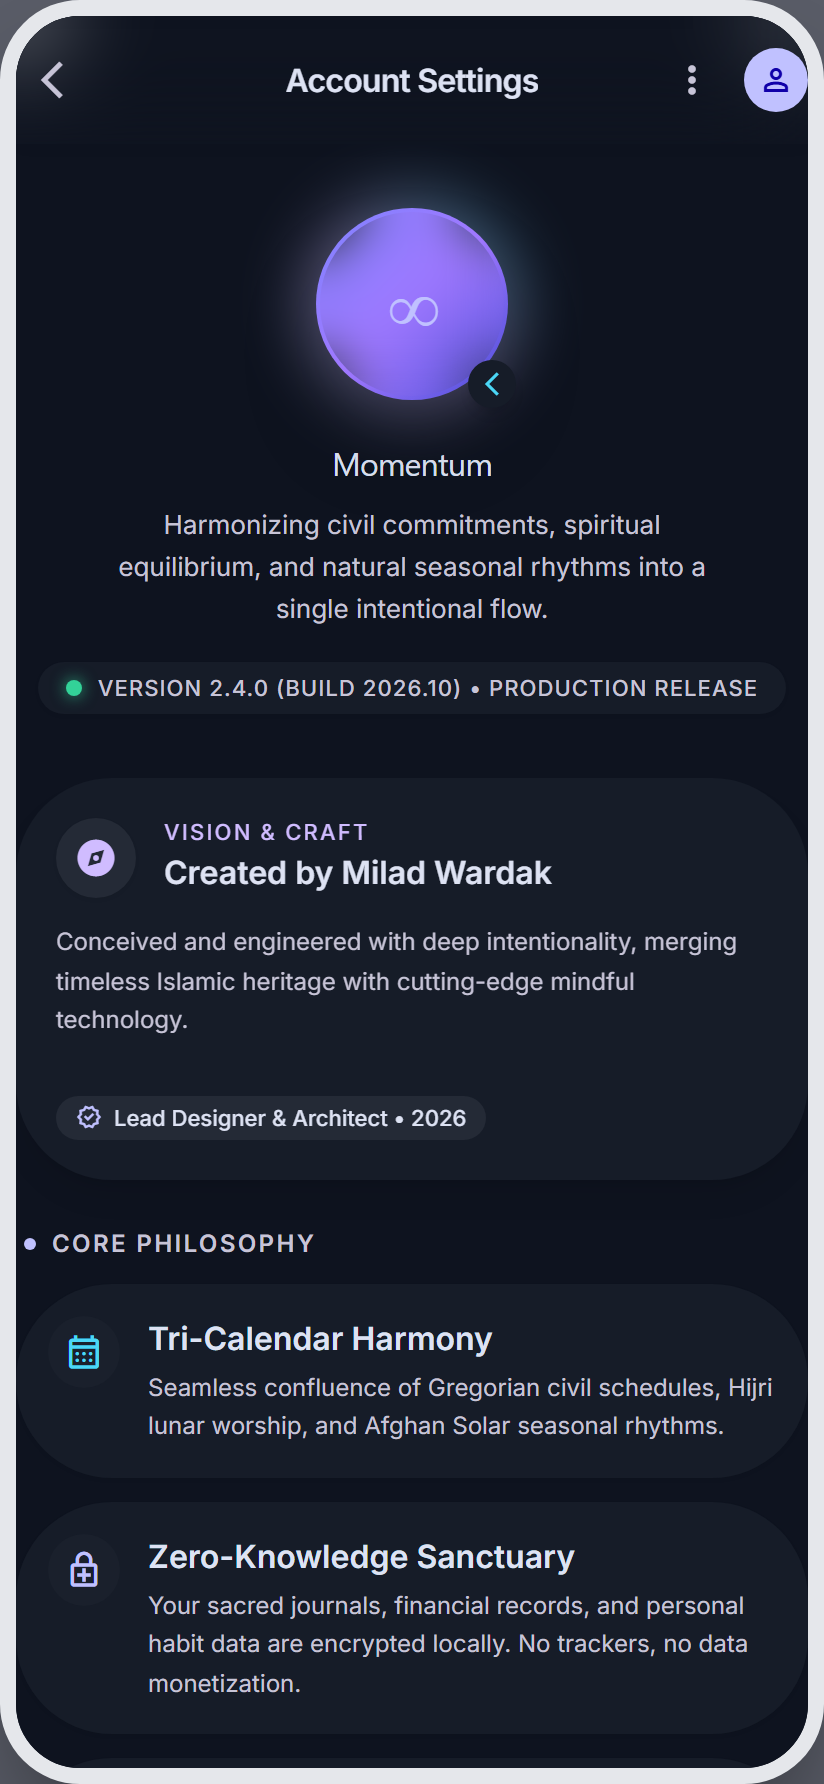 Account Settings
∞
Momentum
Harmonizing civil commitments, spiritual
equilibrium, and natural seasonal rhythms into a
single intentional flow.
VERSION 2.4.0 (BUILD 2026.10) • PRODUCTION RELEASE
VISION & CRAFT
Created by Milad Wardak
Conceived and engineered with deep intentionality, merging
timeless Islamic heritage with cutting-edge mindful
technology.
Lead Designer & Architect • 2026
CORE PHILOSOPHY
Tri-Calendar Harmony
Seamless confluence of Gregorian civil schedules, Hijri
lunar worship, and Afghan Solar seasonal rhythms.
Zero-Knowledge Sanctuary
Your sacred journals, financial records, and personal
habit data are encrypted locally. No trackers, no data
monetization.